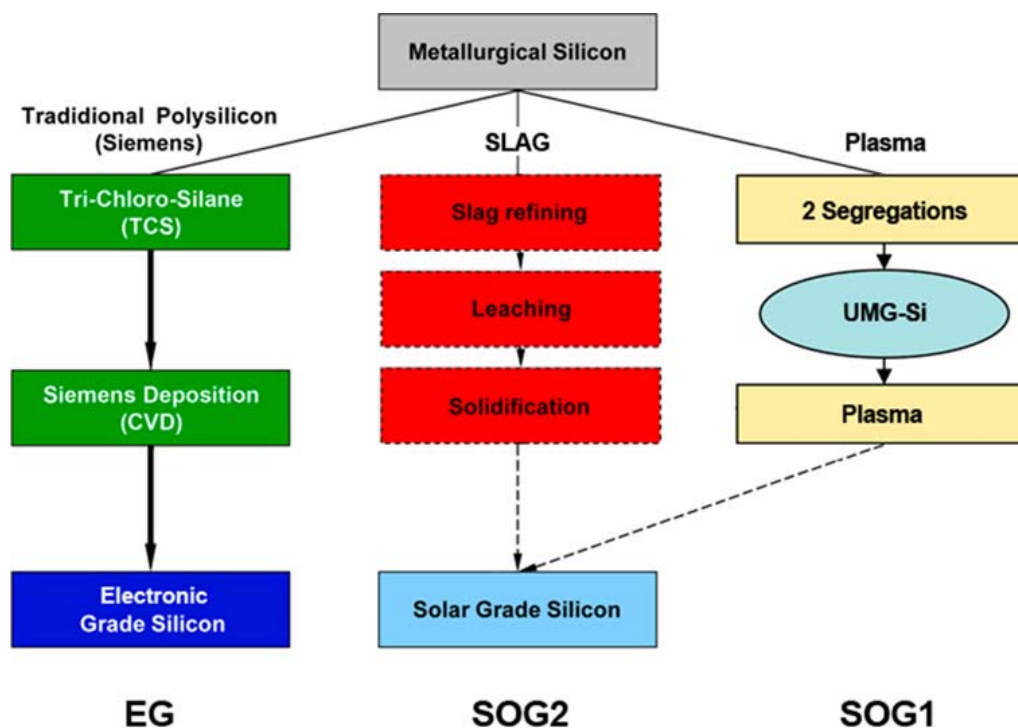 Metallurgical Silicon
Tradidional Polysilicon
(Siemens)
SLAG
Plasma
Tri-Chloro-Silane
(TCS)
Slag refining
2 Segregations
Leaching
UMG-Si
Siemens Deposition
(CVD)
Solidification
Plasma
Electronic
Grade Silicon
Solar Grade Silicon
EG
SOG2
SOG1